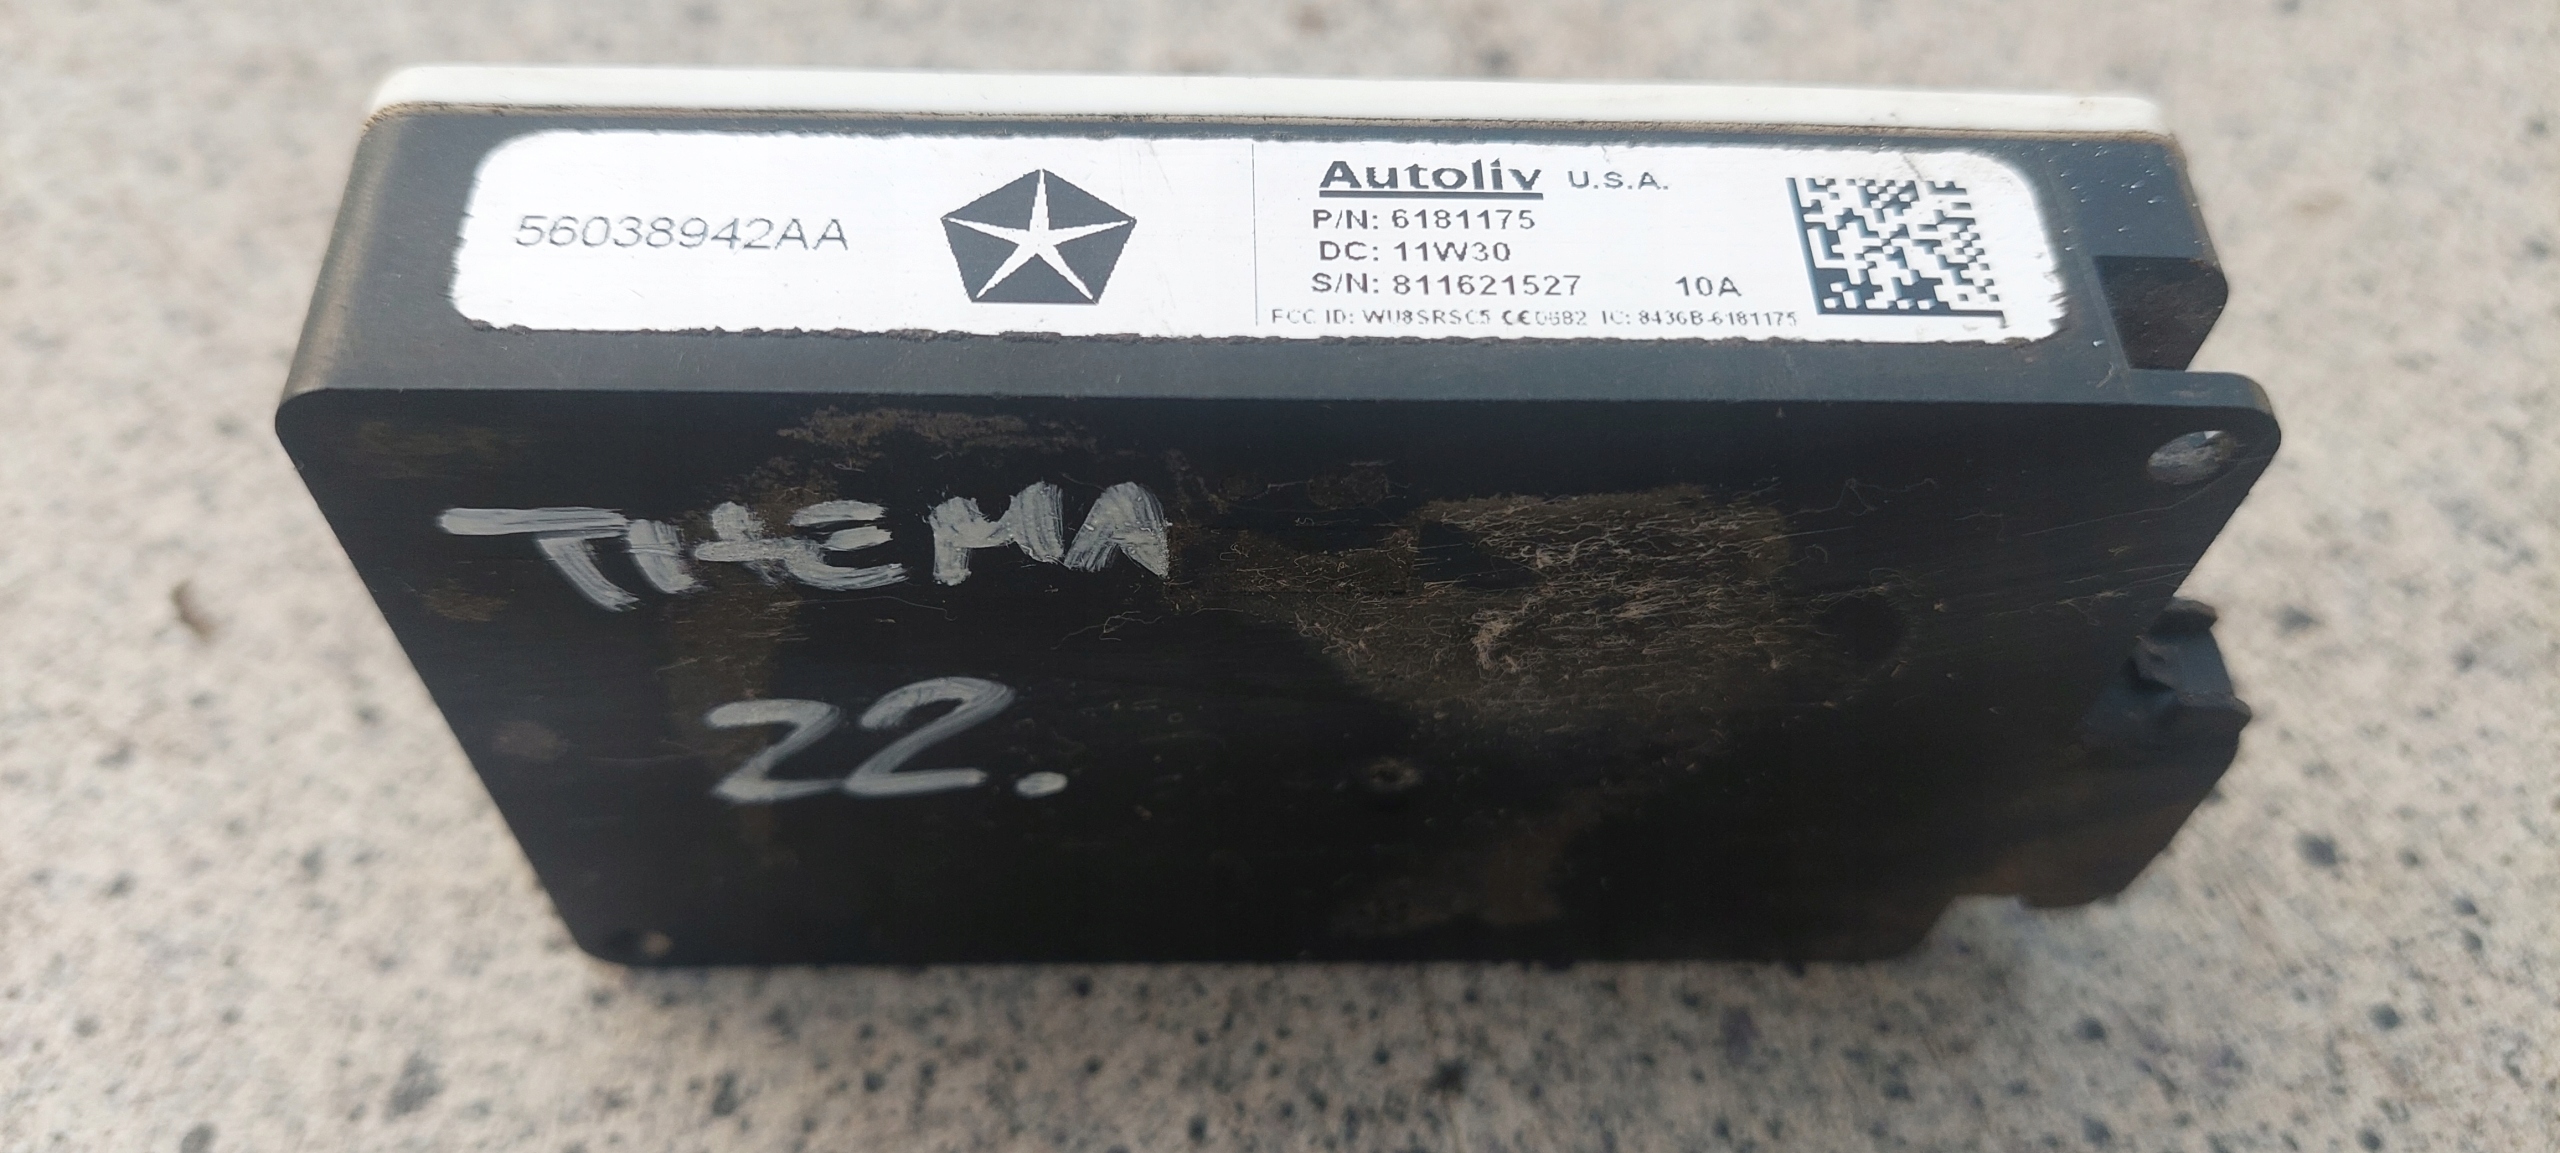 56038942AA
Autoliv U.S.A.
P/N: 6181175
DC: 11W30
S/N: 811621527 10A
FCC ID: WU8SRSC5 CE0682 IC: 8436B-6181175
THEMA
22.